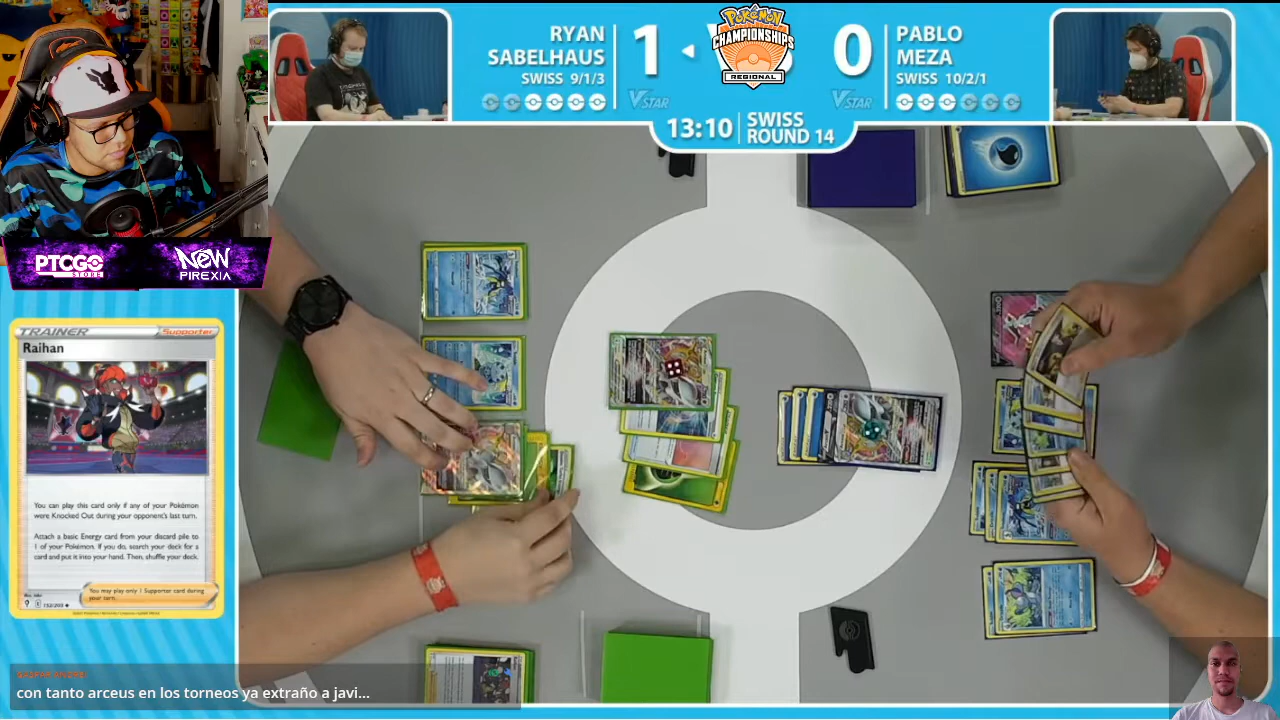 RYAN
SABELHAUS
SWISS 9/1/3
1
Pokémon
CHAMPIONSHIPS
REGIONAL
0
PABLO
MEZA
SWISS 10/2/1
VSTAR
VSTAR
13:10
SWISS
ROUND 14
PTCGO
STORE
NEW
PIREXIA
TRAINER
Supporter
Raihan
You can play this card only if any of your Pokémon
were Knocked Out during your opponent's last turn.
Attach a basic Energy card from your discard pile to
1 of your Pokémon. If you do, search your deck for a
card and put it into your hand. Then, shuffle your deck.
You may play only 1 Supporter card during
your turn.
152/203
con tanto arceus en los torneos ya extraño a javi...